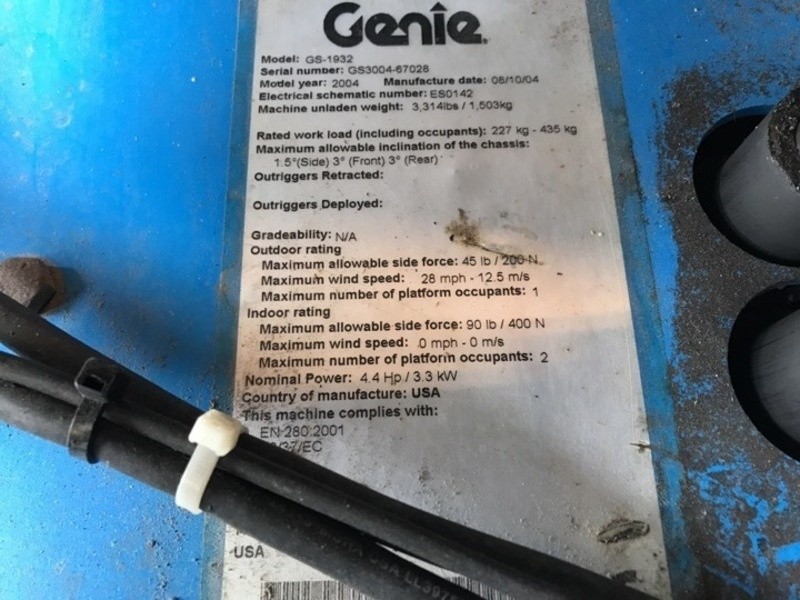 Genie
Model: GS-1932
Serial number: GS3004-67028
Model year: 2004 Manufacture date: 08/10/04
Electrical schematic number: ES0142
Machine unladen weight: 3,314lbs / 1,503kg
Rated work load (including occupants): 227 kg - 435 kg
Maximum allowable inclination of the chassis:
1.5°(Side) 3° (Front) 3° (Rear)
Outriggers Retracted:
Outriggers Deployed:
Gradeability: N/A
Outdoor rating
Maximum allowable side force: 45 lb / 200 N
Maximum wind speed: 28 mph - 12.5 m/s
Maximum number of platform occupants: 1
Indoor rating
Maximum allowable side force: 90 lb / 400 N
Maximum wind speed: 0 mph - 0 m/s
Maximum number of platform occupants: 2
Nominal Power: 4.4 Hp / 3.3 kW
Country of manufacture: USA
This machine complies with:
EN 280:2001
/37/EC
USA
USA